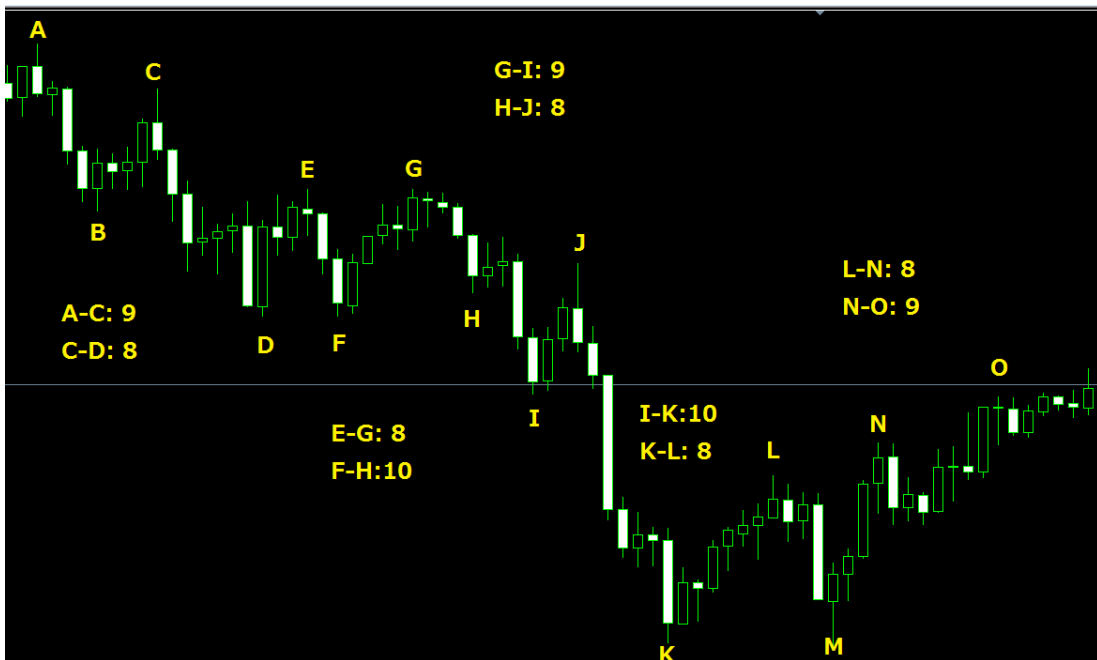 A
C
G-I: 9
H-J: 8
E
G
B
J
L-N: 8
N-O: 9
A-C: 9
C-D: 8
D
F
H
O
I
I-K:10
K-L: 8
E-G: 8
F-H:10
L
N
K
M